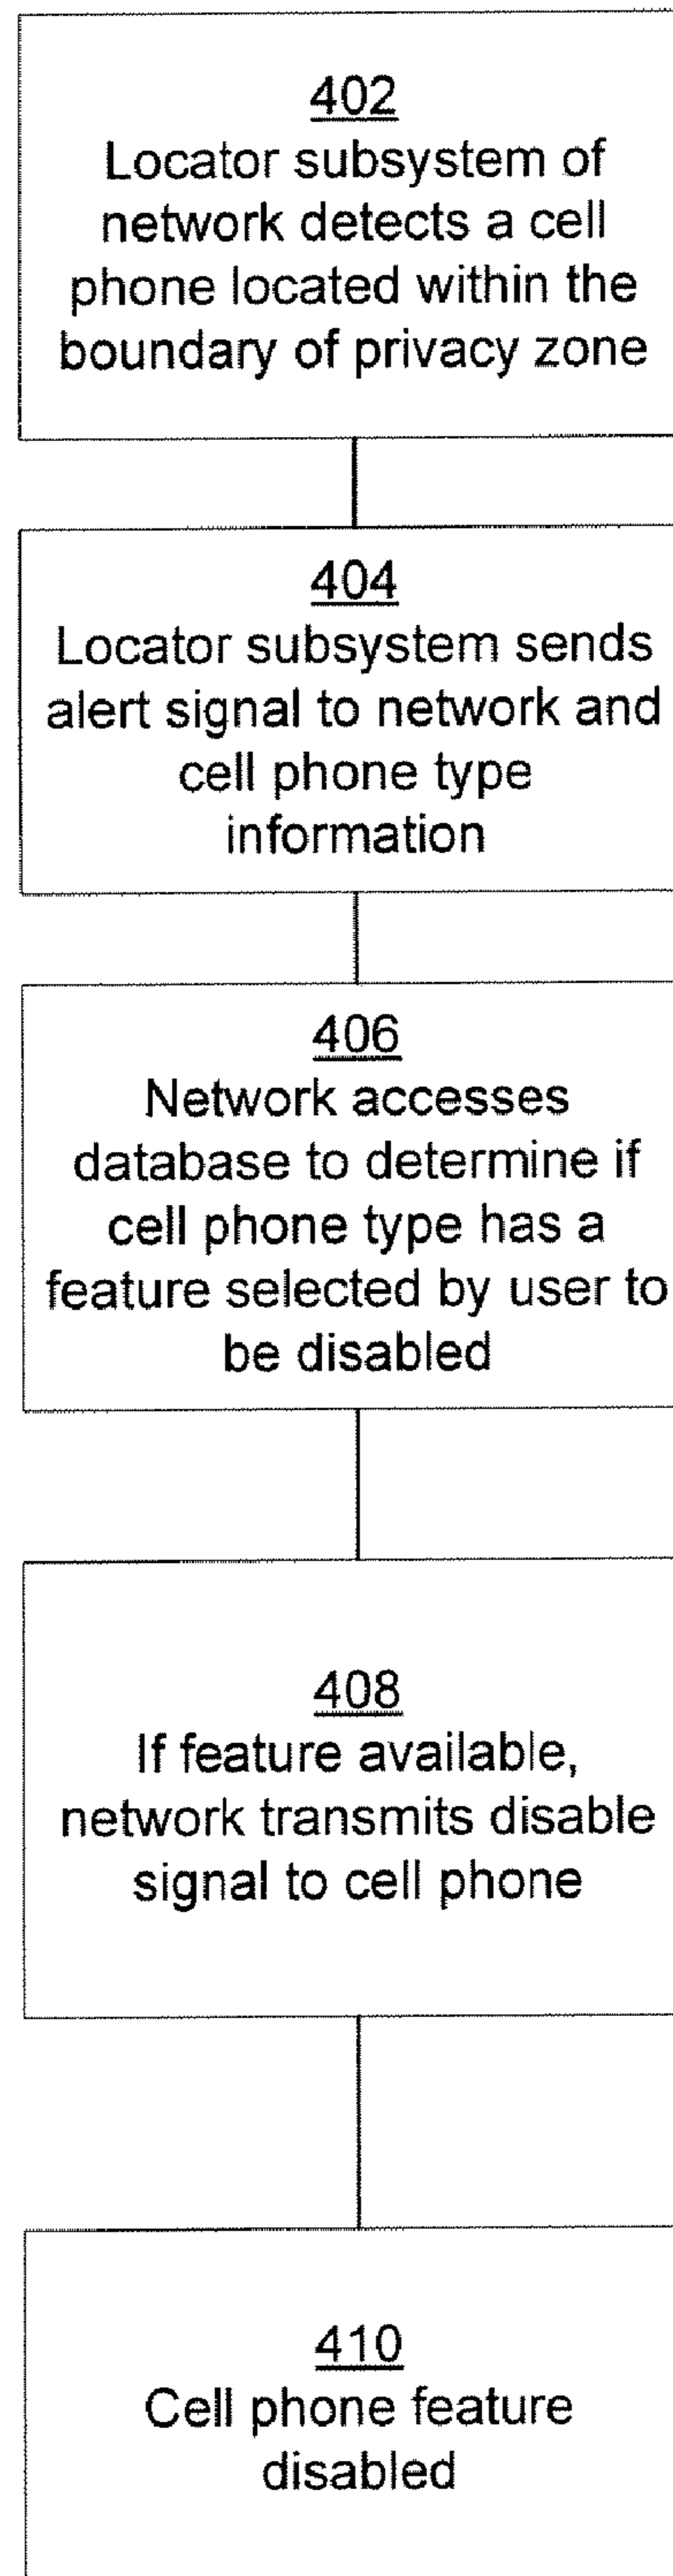 402
Locator subsystem of
network detects a cell
phone located within the
boundary of privacy zone
404
Locator subsystem sends
alert signal to network and
cell phone type
information
406
Network accesses
database to determine if
cell phone type has a
feature selected by user to
be disabled
408
If feature available,
network transmits disable
signal to cell phone
410
Cell phone feature
disabled